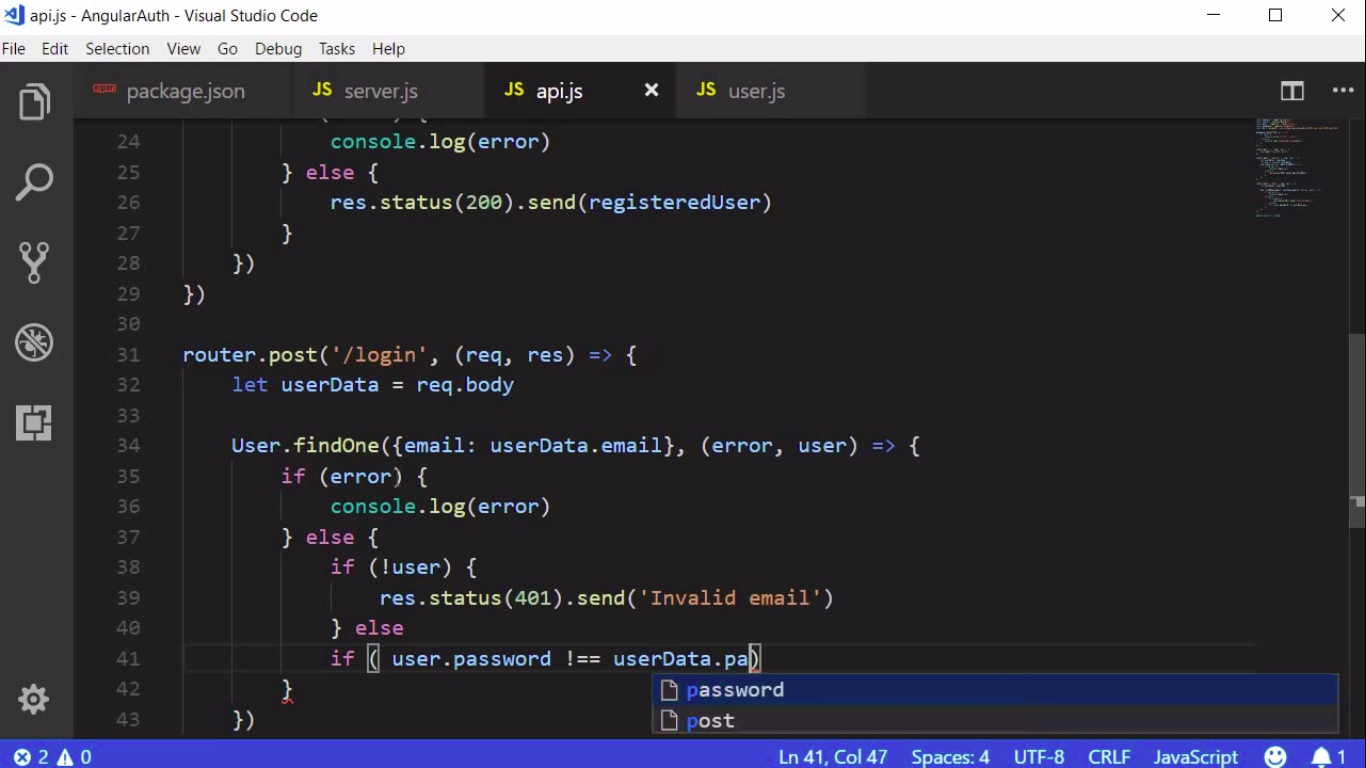 api.js - AngularAuth - Visual Studio Code
File Edit Selection View Go Debug Tasks Help
npm package.json JS server.js JS api.js JS user.js
24 console.log(error)
25 } else {
26 res.status(200).send(registeredUser)
27 }
28 })
29 })
30
31 router.post('/login', (req, res) => {
32 let userData = req.body
33
34 User.findOne({email: userData.email}, (error, user) => {
35 if (error) {
36 console.log(error)
37 } else {
38 if (!user) {
39 res.status(401).send('Invalid email')
40 } else
41 if ( user.password !== userData.pa)
password
42 }
post
43 })
2 0 Ln 41, Col 47 Spaces: 4 UTF-8 CRLF JavaScript 1